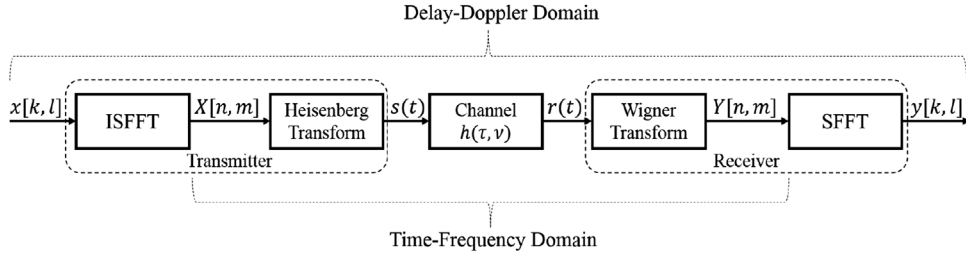 Delay-Doppler Domain
x[k, l]
ISFFT
X[n, m]
Heisenberg
Transform
s(t)
Channel
h(τ, ν)
r(t)
Wigner
Transform
Y[n, m]
SFFT
y[k, l]
Transmitter
Receiver
Time-Frequency Domain